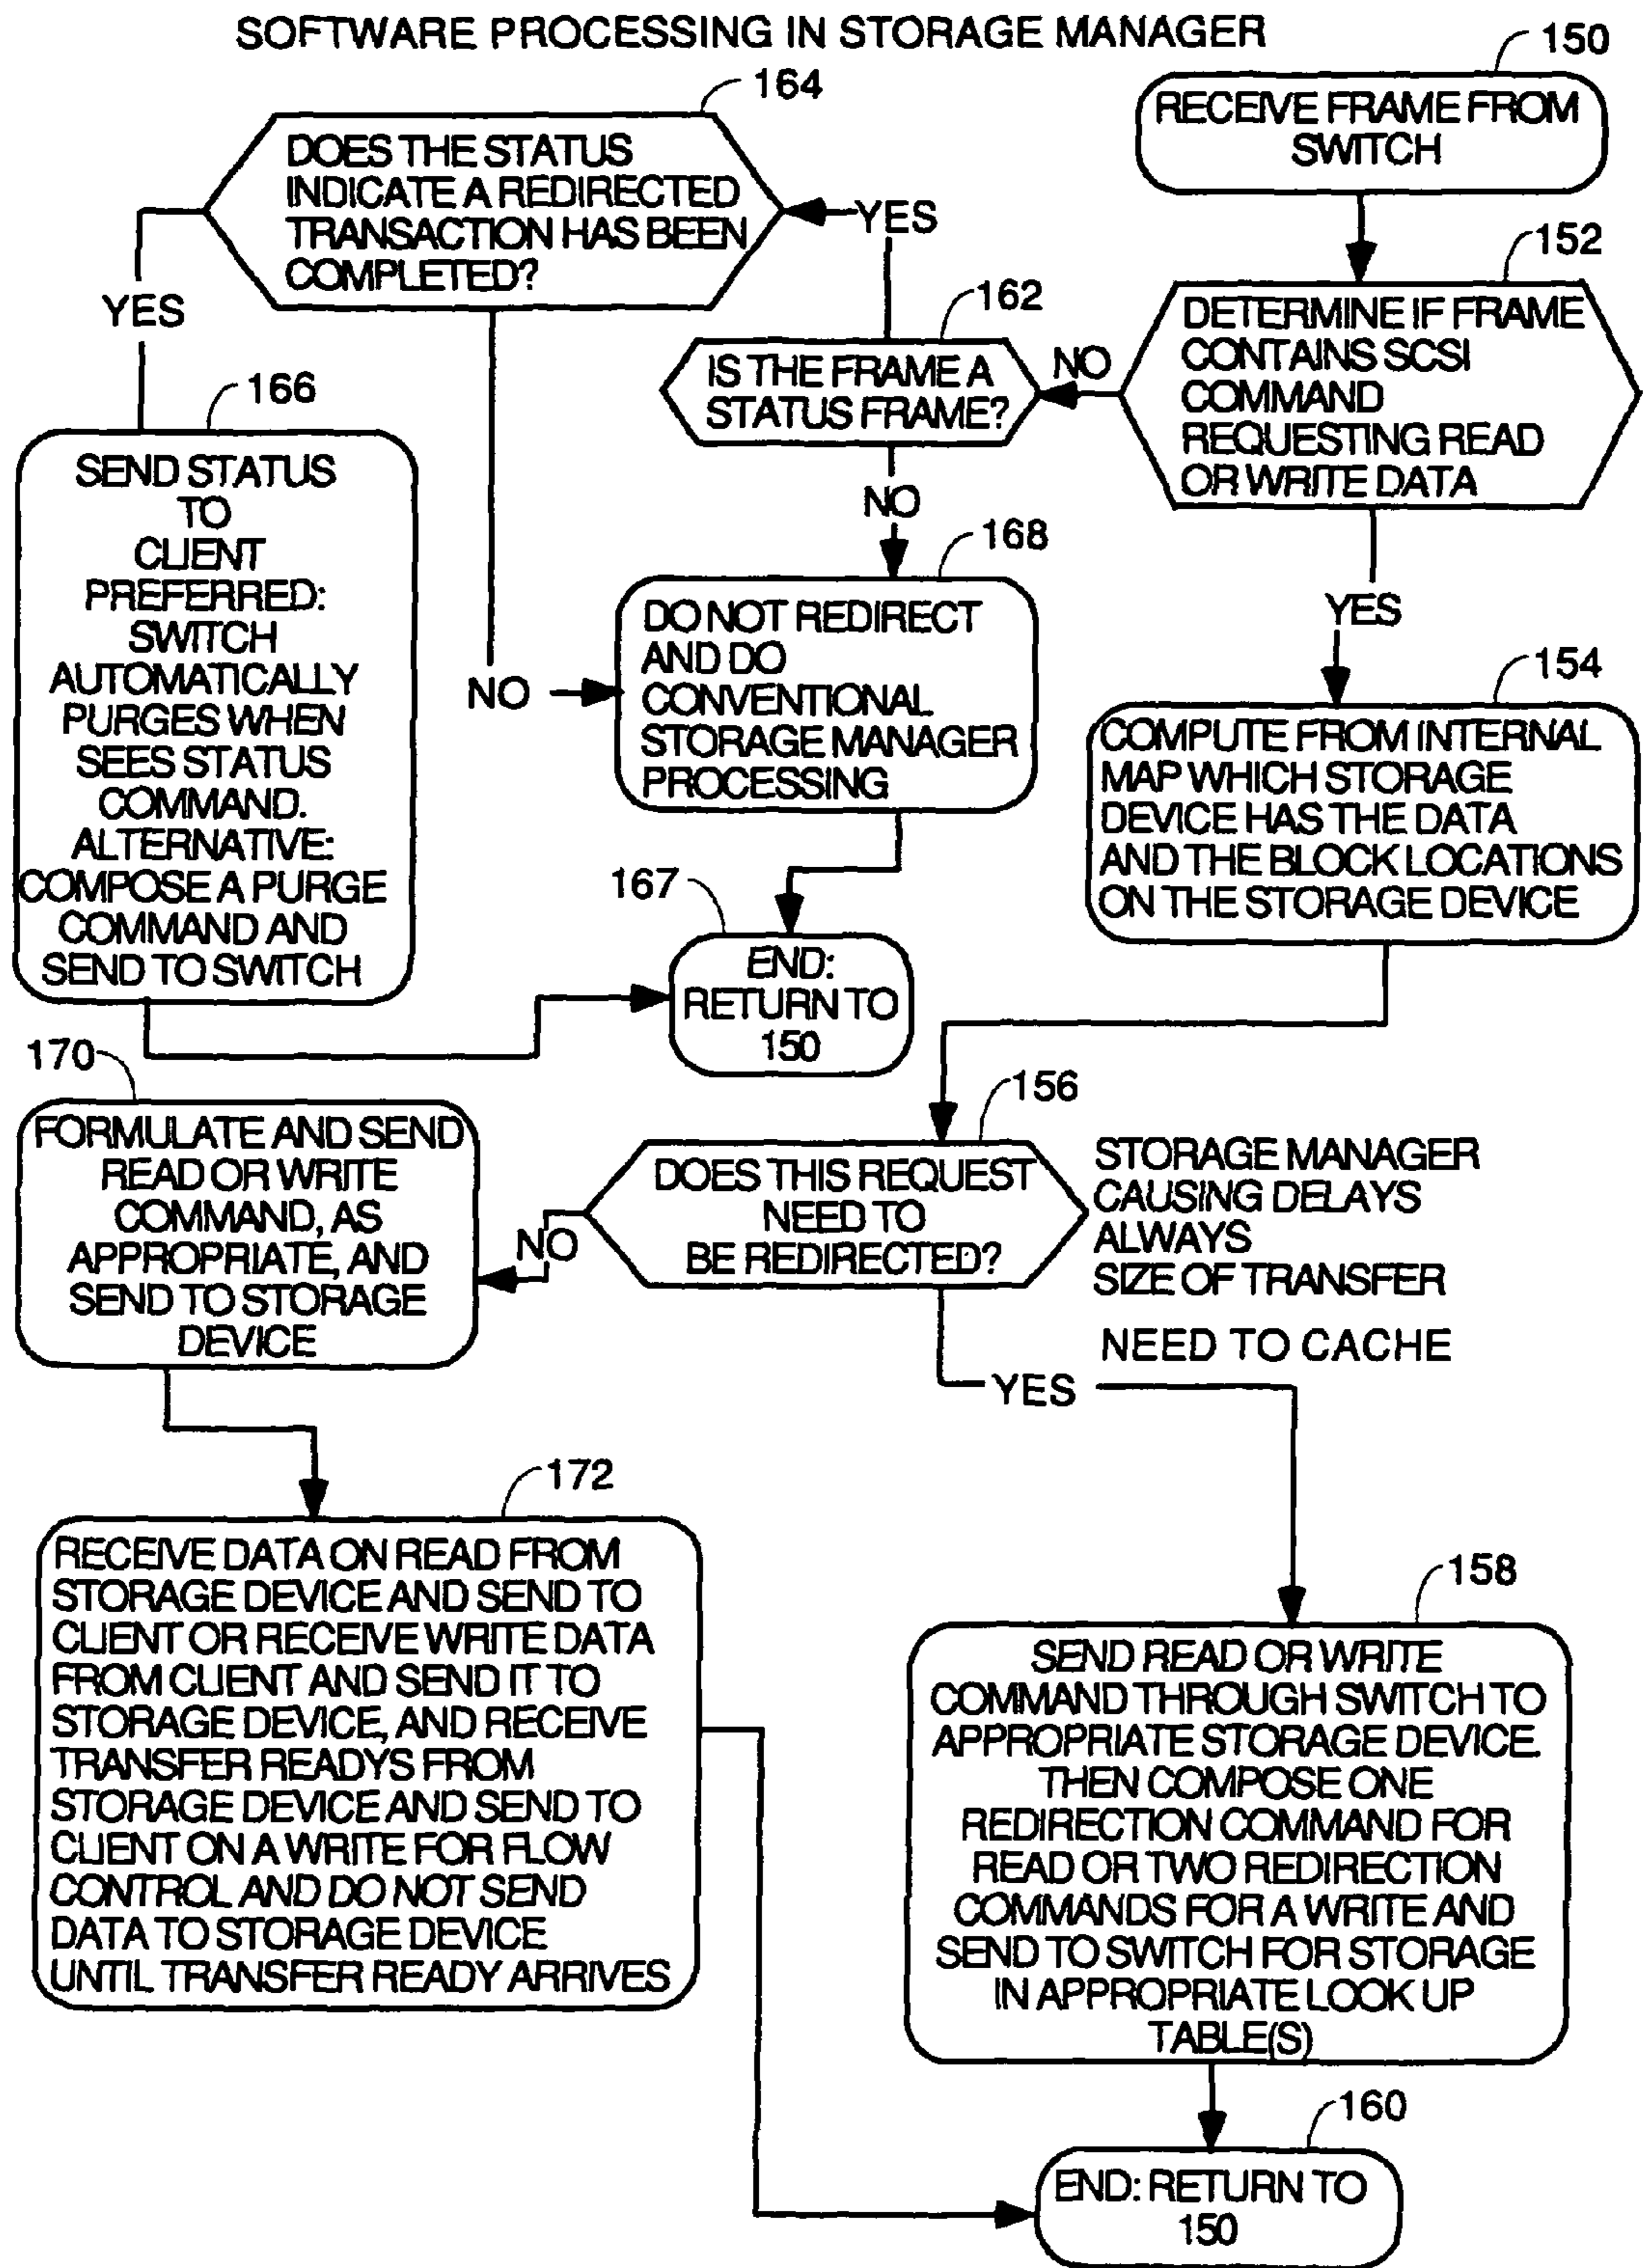 SOFTWARE PROCESSING IN STORAGE MANAGER
150
RECEIVE FRAME FROM
SWITCH
164
DOES THE STATUS
INDICATE A REDIRECTED
TRANSACTION HAS BEEN
COMPLETED?
YES
YES
152
DETERMINE IF FRAME
CONTAINS SCSI
COMMAND
REQUESTING READ
OR WRITE DATA
NO
162
IS THE FRAME A
STATUS FRAME?
NO
YES
166
SEND STATUS
TO
CLIENT
PREFERRED:
SWITCH
AUTOMATICALLY
PURGES WHEN
SEES STATUS
COMMAND.
ALTERNATIVE:
COMPOSE A PURGE
COMMAND AND
SEND TO SWITCH
NO
168
DO NOT REDIRECT
AND DO
CONVENTIONAL
STORAGE MANAGER
PROCESSING
154
COMPUTE FROM INTERNAL
MAP WHICH STORAGE
DEVICE HAS THE DATA
AND THE BLOCK LOCATIONS
ON THE STORAGE DEVICE
167
END:
RETURN TO
150
170
FORMULATE AND SEND
READ OR WRITE
COMMAND, AS
APPROPRIATE, AND
SEND TO STORAGE
DEVICE
NO
156
DOES THIS REQUEST
NEED TO
BE REDIRECTED?
STORAGE MANAGER
CAUSING DELAYS
ALWAYS
SIZE OF TRANSFER
NEED TO CACHE
YES
172
RECEIVE DATA ON READ FROM
STORAGE DEVICE AND SEND TO
CLIENT OR RECEIVE WRITE DATA
FROM CLIENT AND SEND IT TO
STORAGE DEVICE, AND RECEIVE
TRANSFER READYS FROM
STORAGE DEVICE AND SEND TO
CLIENT ON A WRITE FOR FLOW
CONTROL AND DO NOT SEND
DATA TO STORAGE DEVICE
UNTIL TRANSFER READY ARRIVES
158
SEND READ OR WRITE
COMMAND THROUGH SWITCH TO
APPROPRIATE STORAGE DEVICE.
THEN COMPOSE ONE
REDIRECTION COMMAND FOR
READ OR TWO REDIRECTION
COMMANDS FOR A WRITE AND
SEND TO SWITCH FOR STORAGE
IN APPROPRIATE LOOK UP
TABLE(S)
160
END: RETURN TO
150